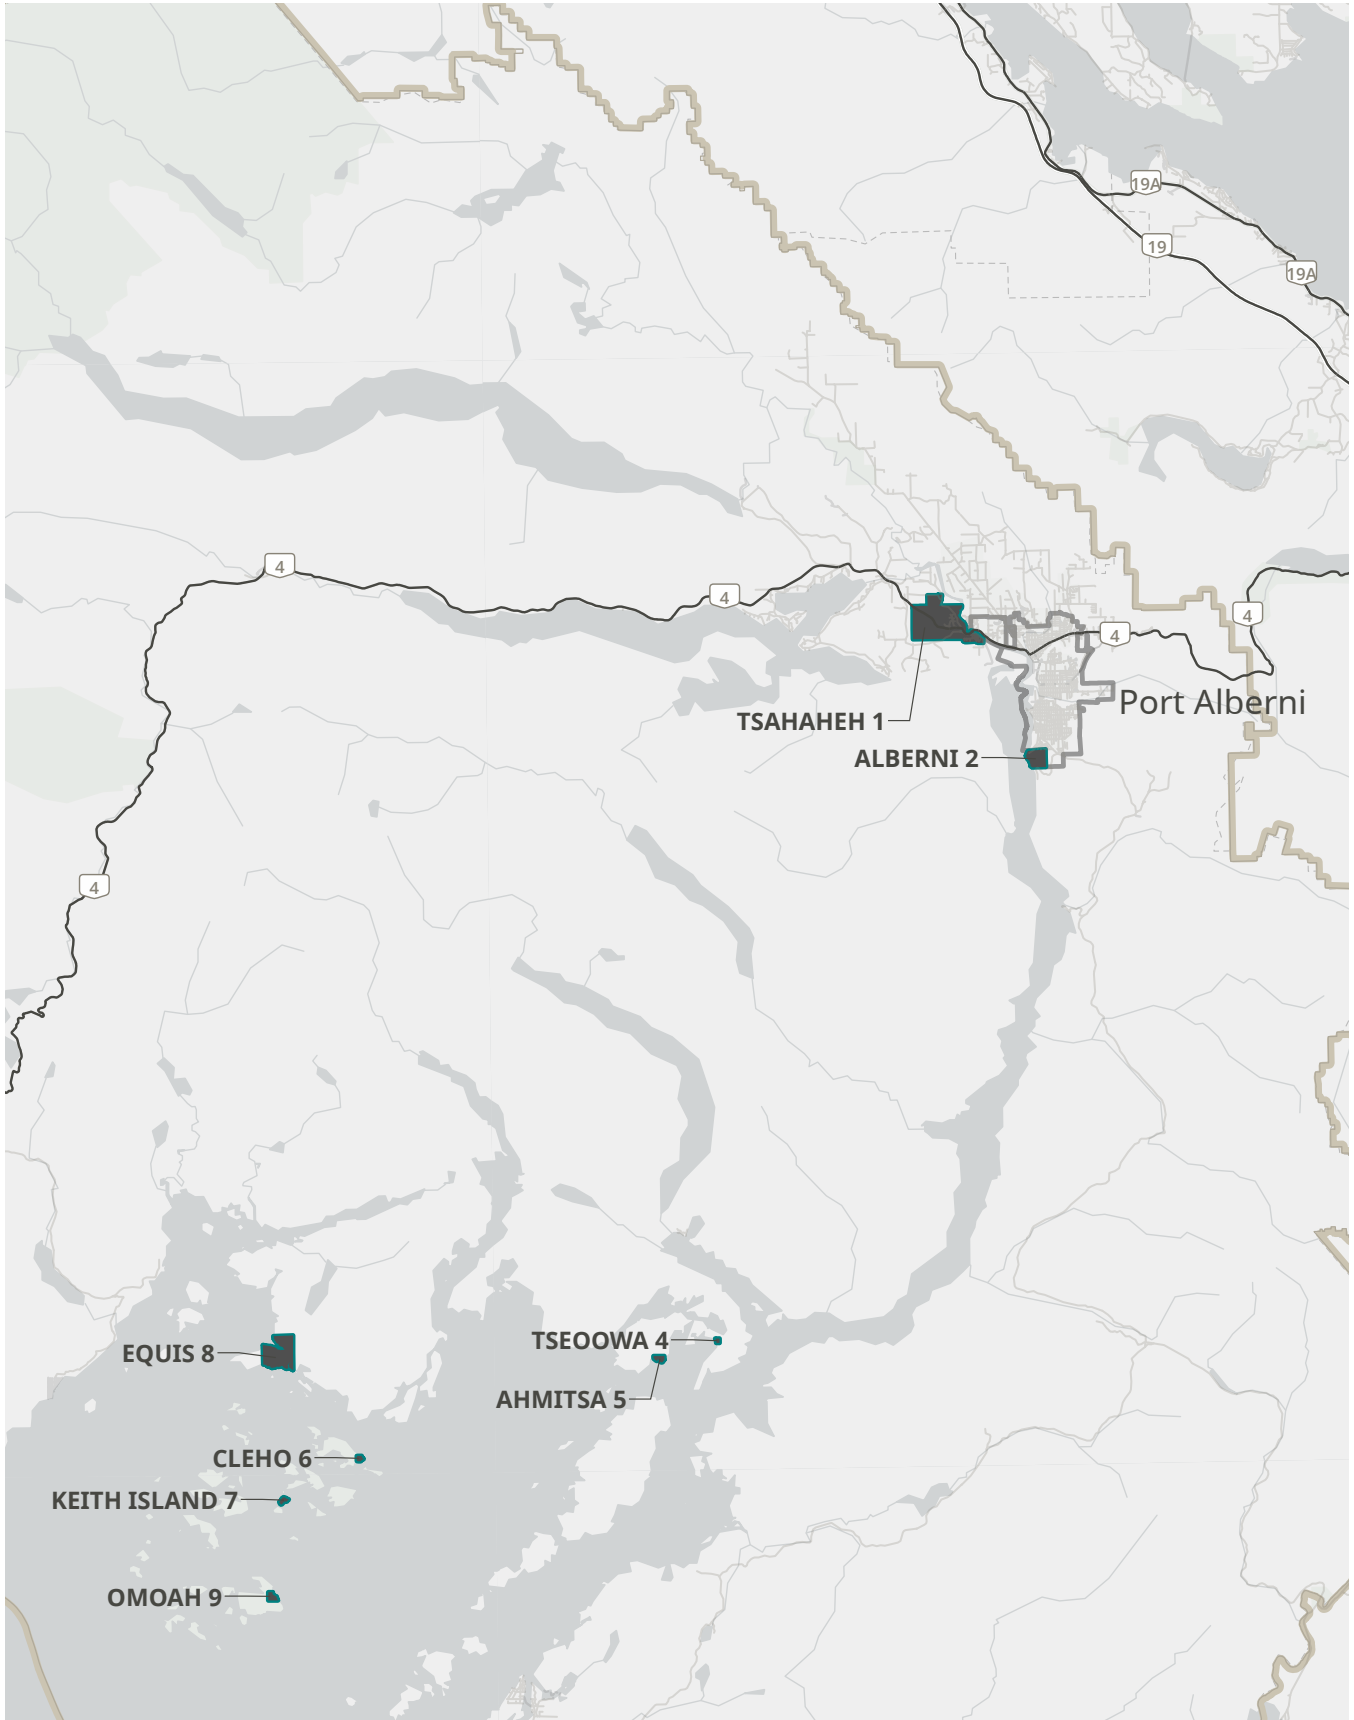 19A
19
19A
4
4
4
4
Port Alberni
TSAHAHEH 1
ALBERNI 2
4
TSEOOWA 4
EQUIS 8
AHMITSA 5
CLEHO 6
KEITH ISLAND 7
OMOAH 9